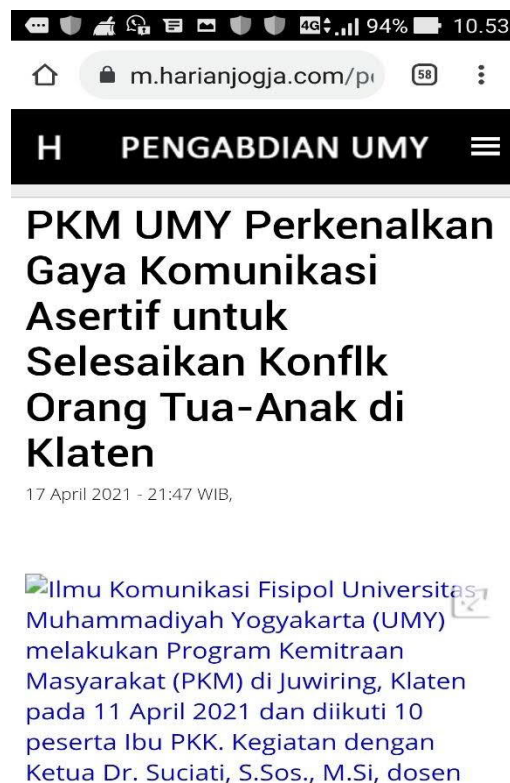 4G 94% 10.53
m.harianjogja.com/p 58
H PENGABDIAN UMY
PKM UMY Perkenalkan
Gaya Komunikasi
Asertif untuk
Selesaikan Konflk
Orang Tua-Anak di
Klaten
17 April 2021 - 21:47 WIB,
Ilmu Komunikasi Fisipol Universitas
Muhammadiyah Yogyakarta (UMY)
melakukan Program Kemitraan
Masyarakat (PKM) di Juwiring, Klaten
pada 11 April 2021 dan diikuti 10
peserta Ibu PKK. Kegiatan dengan
Ketua Dr. Suciati, S.Sos., M.Si, dosen